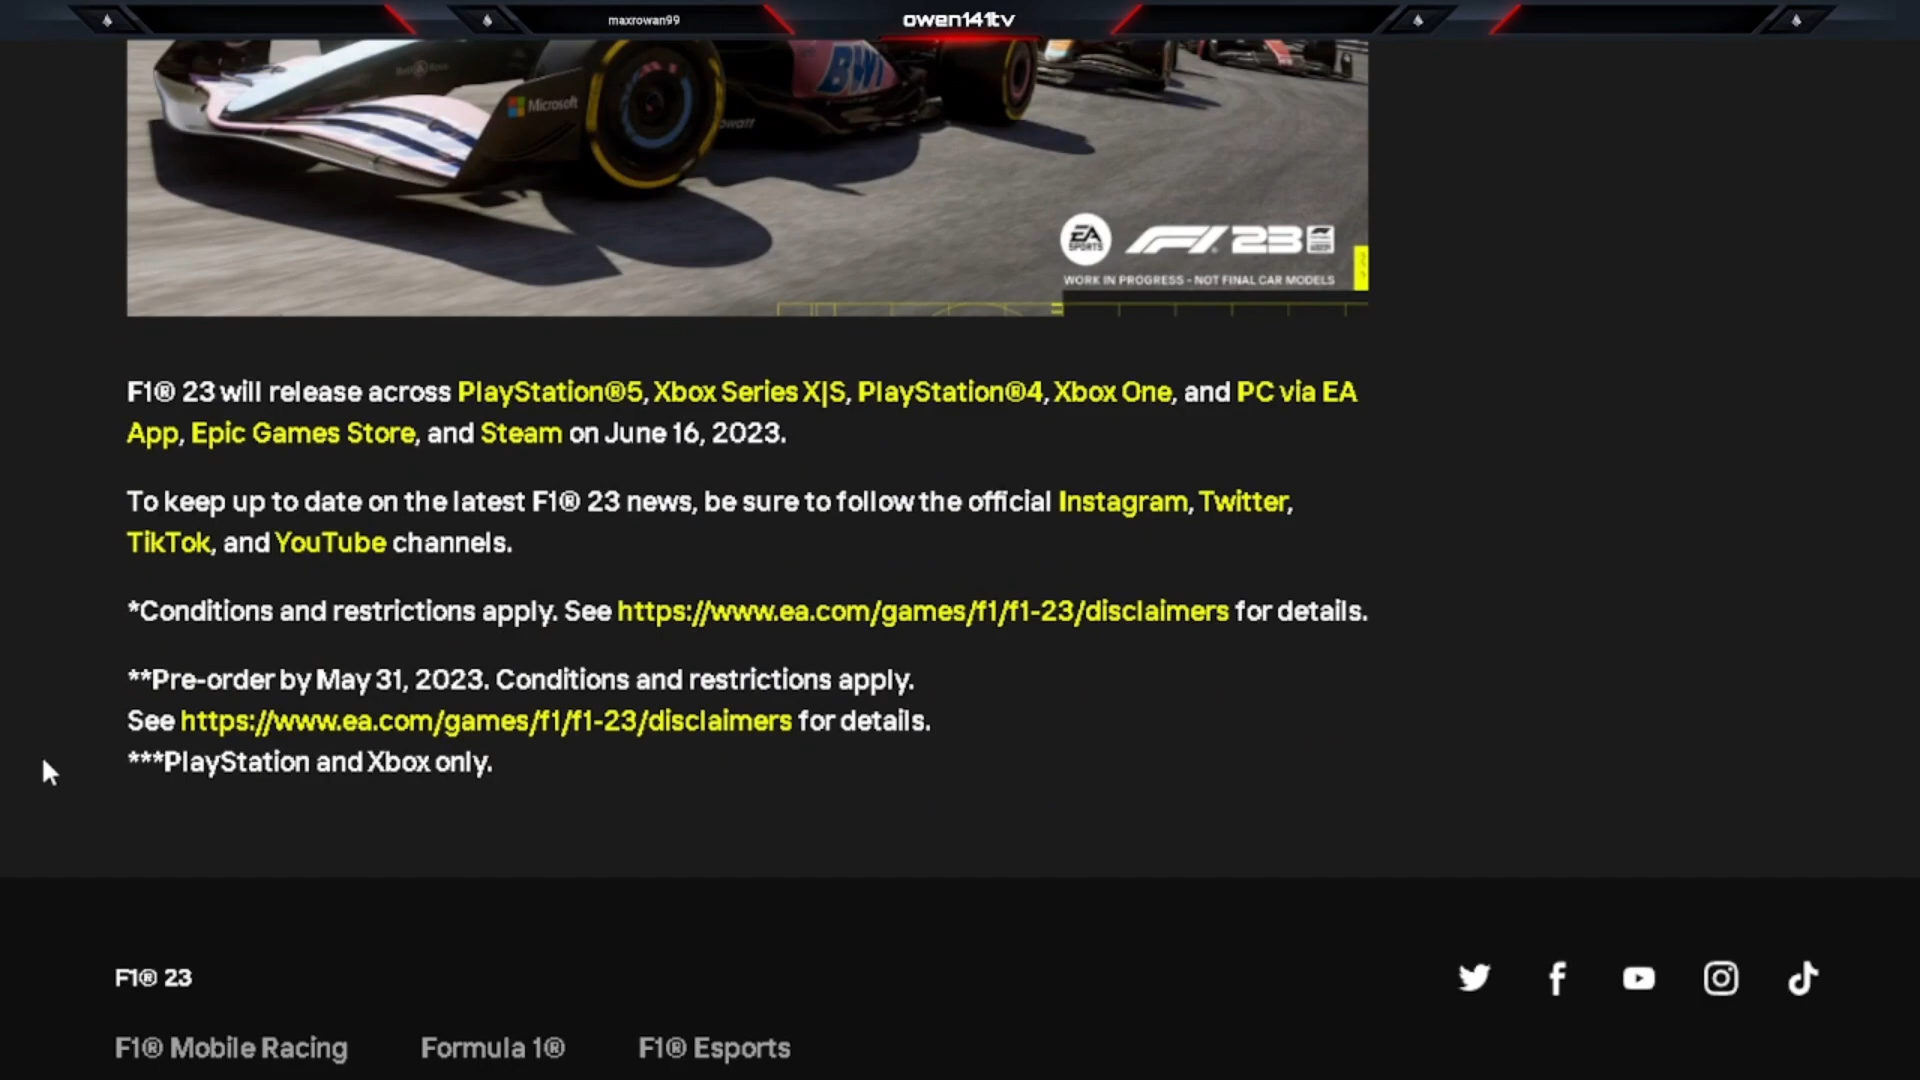 maxrowan99
owen141tv
Microsoft
BWT
EA SPORTS
F1 23
WORK IN PROGRESS - NOT FINAL CAR MODELS
F1® 23 will release across PlayStation®5, Xbox Series X|S, PlayStation®4, Xbox One, and PC via EA
App, Epic Games Store, and Steam on June 16, 2023.
To keep up to date on the latest F1® 23 news, be sure to follow the official Instagram, Twitter,
TikTok, and YouTube channels.
*Conditions and restrictions apply. See https://www.ea.com/games/f1/f1-23/disclaimers for details.
**Pre-order by May 31, 2023. Conditions and restrictions apply.
See https://www.ea.com/games/f1/f1-23/disclaimers for details.
***PlayStation and Xbox only.
F1® 23
F1® Mobile Racing
Formula 1®
F1® Esports